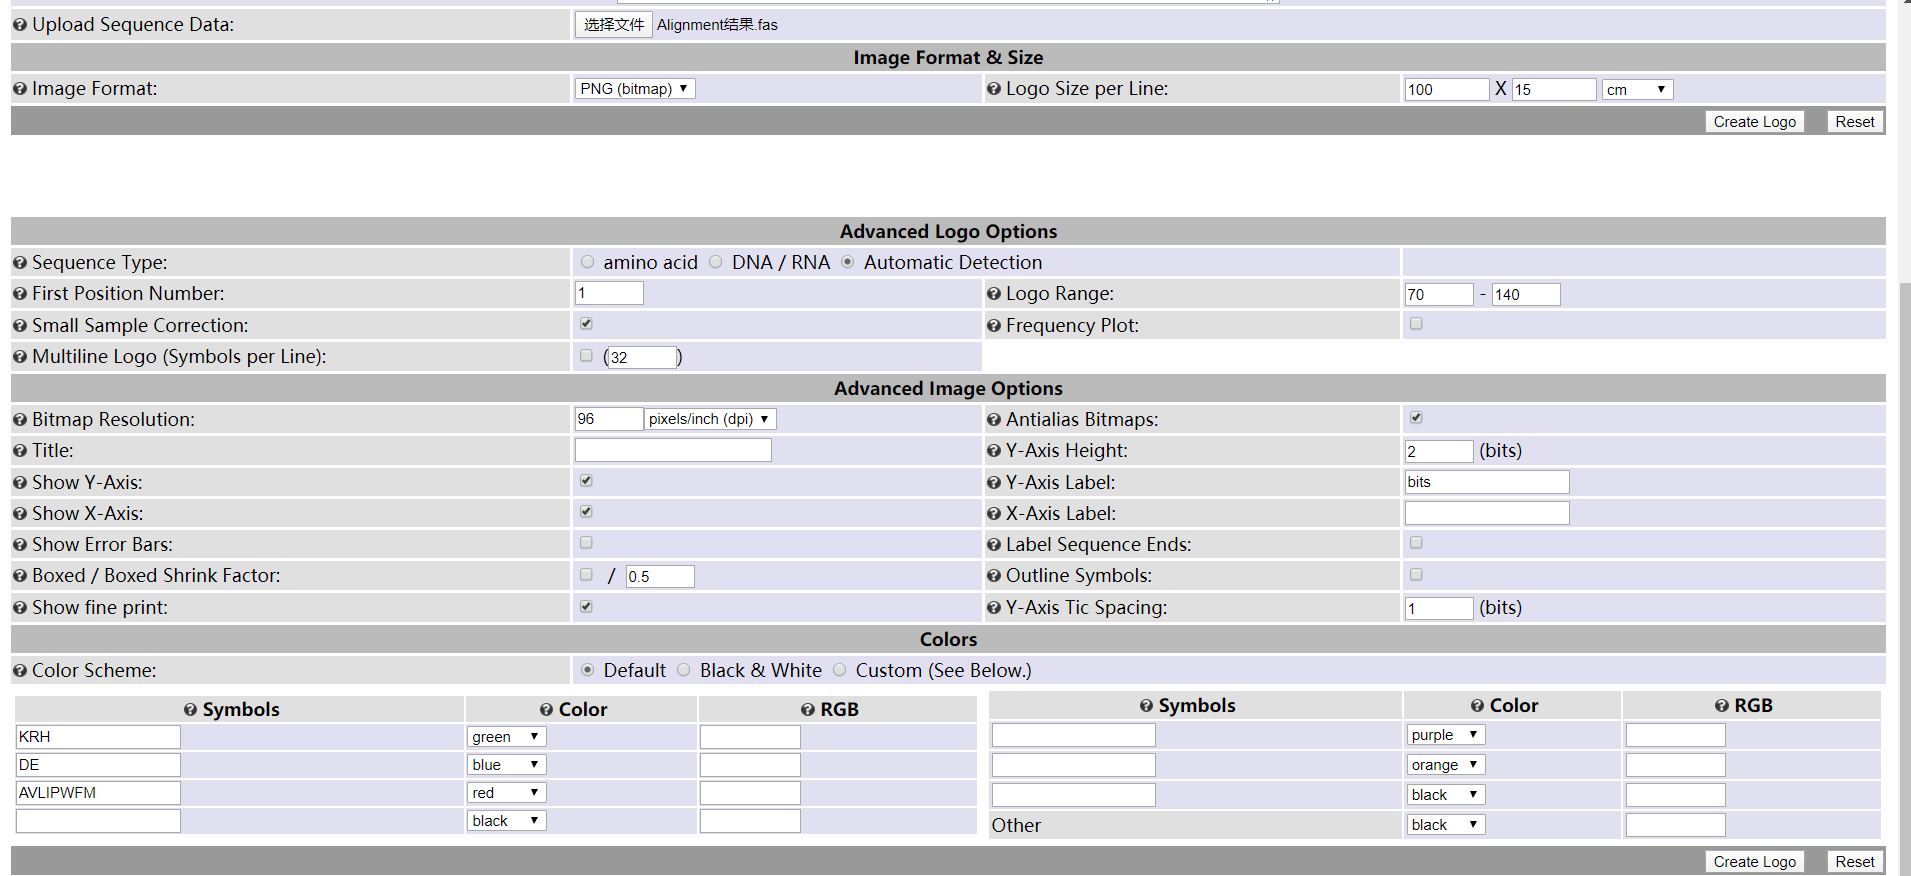 Upload Sequence Data: 选择文件 Alignment结果.fas
Image Format & Size
Image Format: PNG (bitmap) Logo Size per Line: 100 X 15 cm
Create Logo Reset
Advanced Logo Options
Sequence Type: amino acid DNA / RNA Automatic Detection
First Position Number: 1 Logo Range: 70 - 140
Small Sample Correction: Frequency Plot:
Multiline Logo (Symbols per Line): (32)
Advanced Image Options
Bitmap Resolution: 96 pixels/inch (dpi) Antialias Bitmaps:
Title: Y-Axis Height: 2 (bits)
Show Y-Axis: Y-Axis Label: bits
Show X-Axis: X-Axis Label:
Show Error Bars: Label Sequence Ends:
Boxed / Boxed Shrink Factor: / 0.5 Outline Symbols:
Show fine print: Y-Axis Tic Spacing: 1 (bits)
Colors
Color Scheme: Default Black & White Custom (See Below.)
Symbols Color RGB Symbols Color RGB
KRH green purple
DE blue orange
AVLIPWFM red black
black Other black
Create Logo Reset